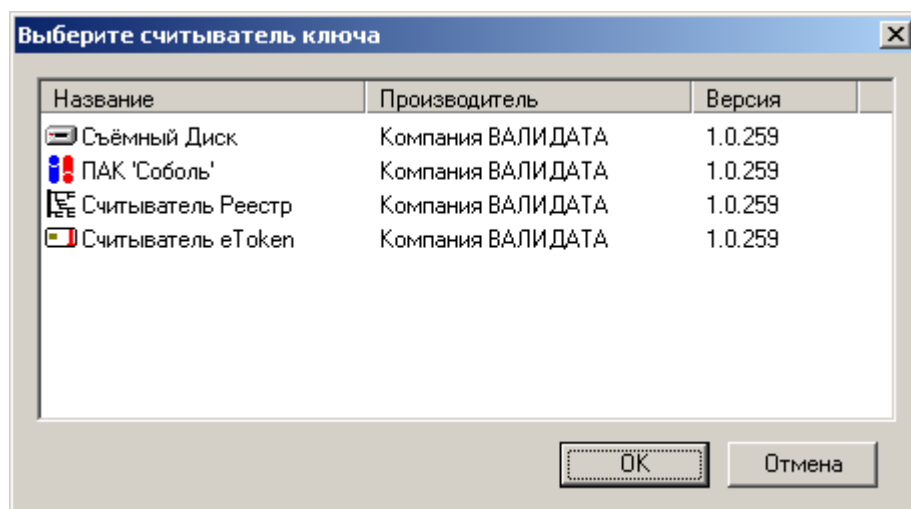 Выберите считыватель ключа
Название Производитель Версия
Съёмный Диск Компания ВАЛИДАТА 1.0.259
ПАК 'Соболь' Компания ВАЛИДАТА 1.0.259
Считыватель Реестр Компания ВАЛИДАТА 1.0.259
Считыватель eToken Компания ВАЛИДАТА 1.0.259
OK Отмена